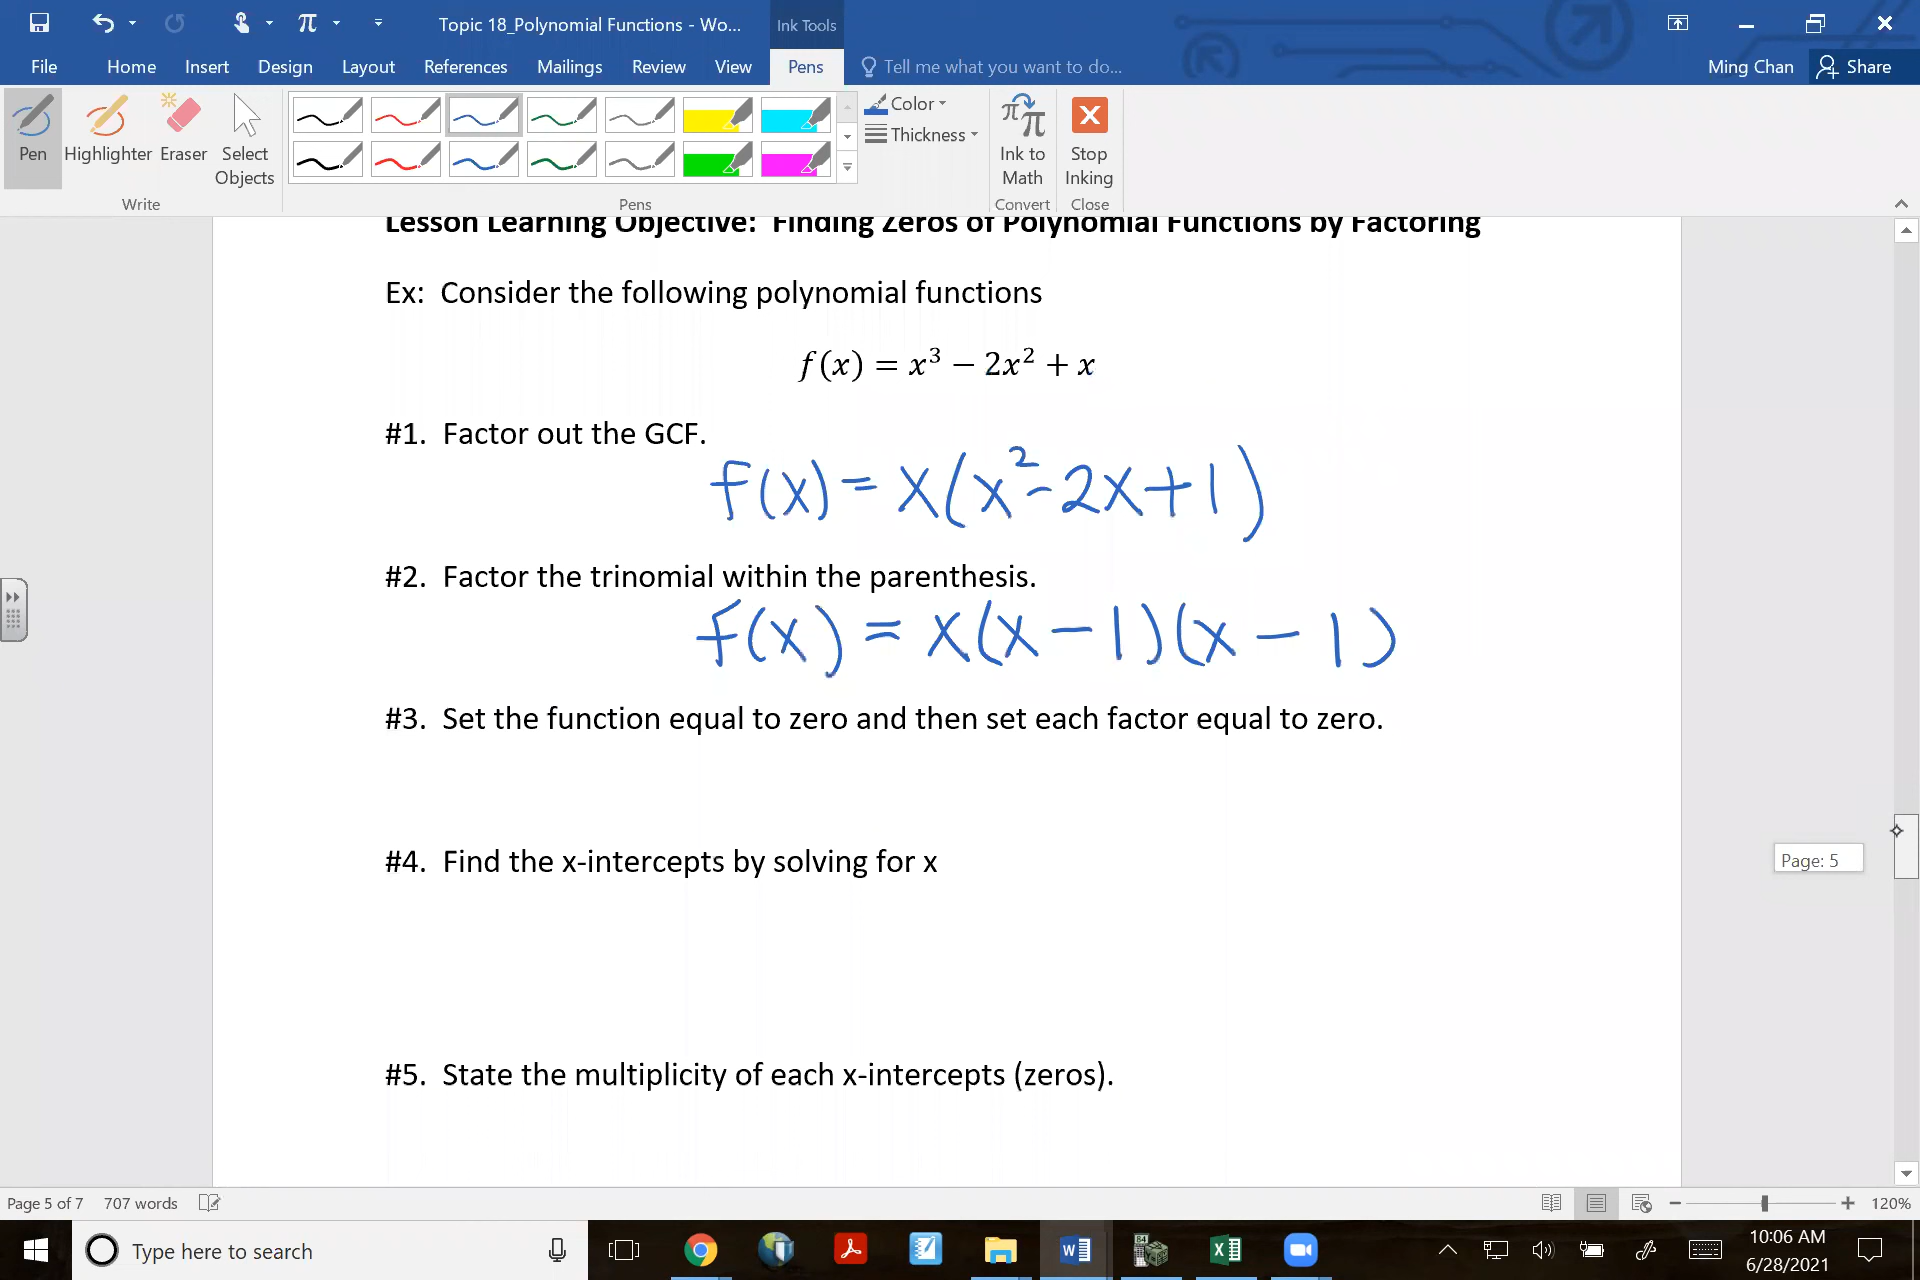 Topic 18_Polynomial Functions - Wo...
Ink Tools
File Home Insert Design Layout References Mailings Review View Pens Tell me what you want to do... Ming Chan Share
Pen Highlighter Eraser Select Objects
Color
Thickness
Ink to Math
Stop Inking
Write Pens Convert Close
Lesson Learning Objective: Finding Zeros of Polynomial Functions by Factoring
Ex: Consider the following polynomial functions
f(x) = x³ − 2x² + x
#1. Factor out the GCF.
f(x) = x(x² - 2x + 1)
#2. Factor the trinomial within the parenthesis.
f(x) = x(x - 1)(x - 1)
#3. Set the function equal to zero and then set each factor equal to zero.
#4. Find the x-intercepts by solving for x
Page: 5
#5. State the multiplicity of each x-intercepts (zeros).
Page 5 of 7 707 words 120%
Type here to search
10:06 AM
6/28/2021